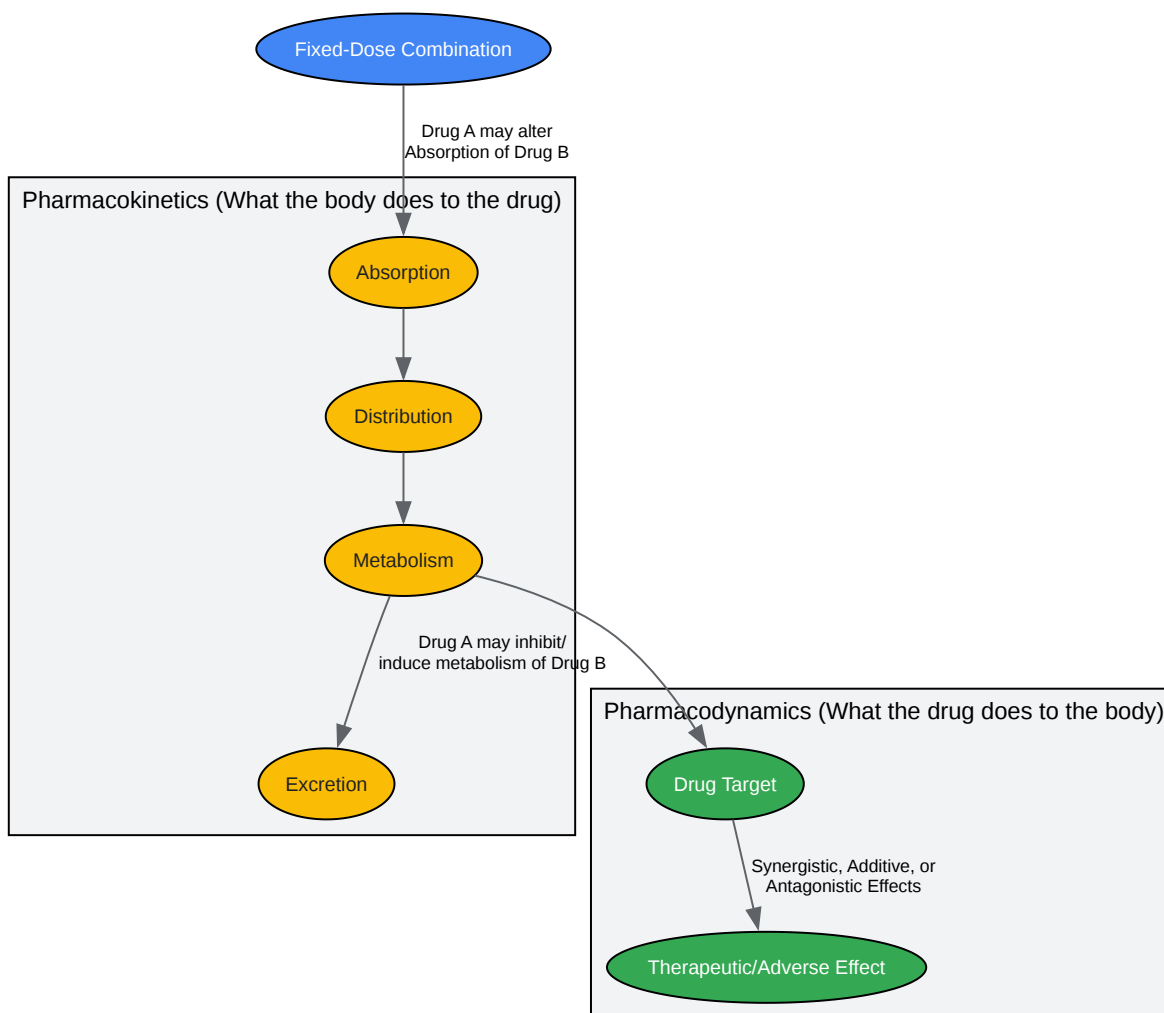 Fixed-Dose Combination
Drug A may alter
Absorption of Drug B
Pharmacokinetics (What the body does to the drug)
Absorption
Distribution
Metabolism
Drug A may inhibit/
induce metabolism of Drug B
Excretion
Pharmacodynamics (What the drug does to the body)
Drug Target
Synergistic, Additive, or
Antagonistic Effects
Therapeutic/Adverse Effect